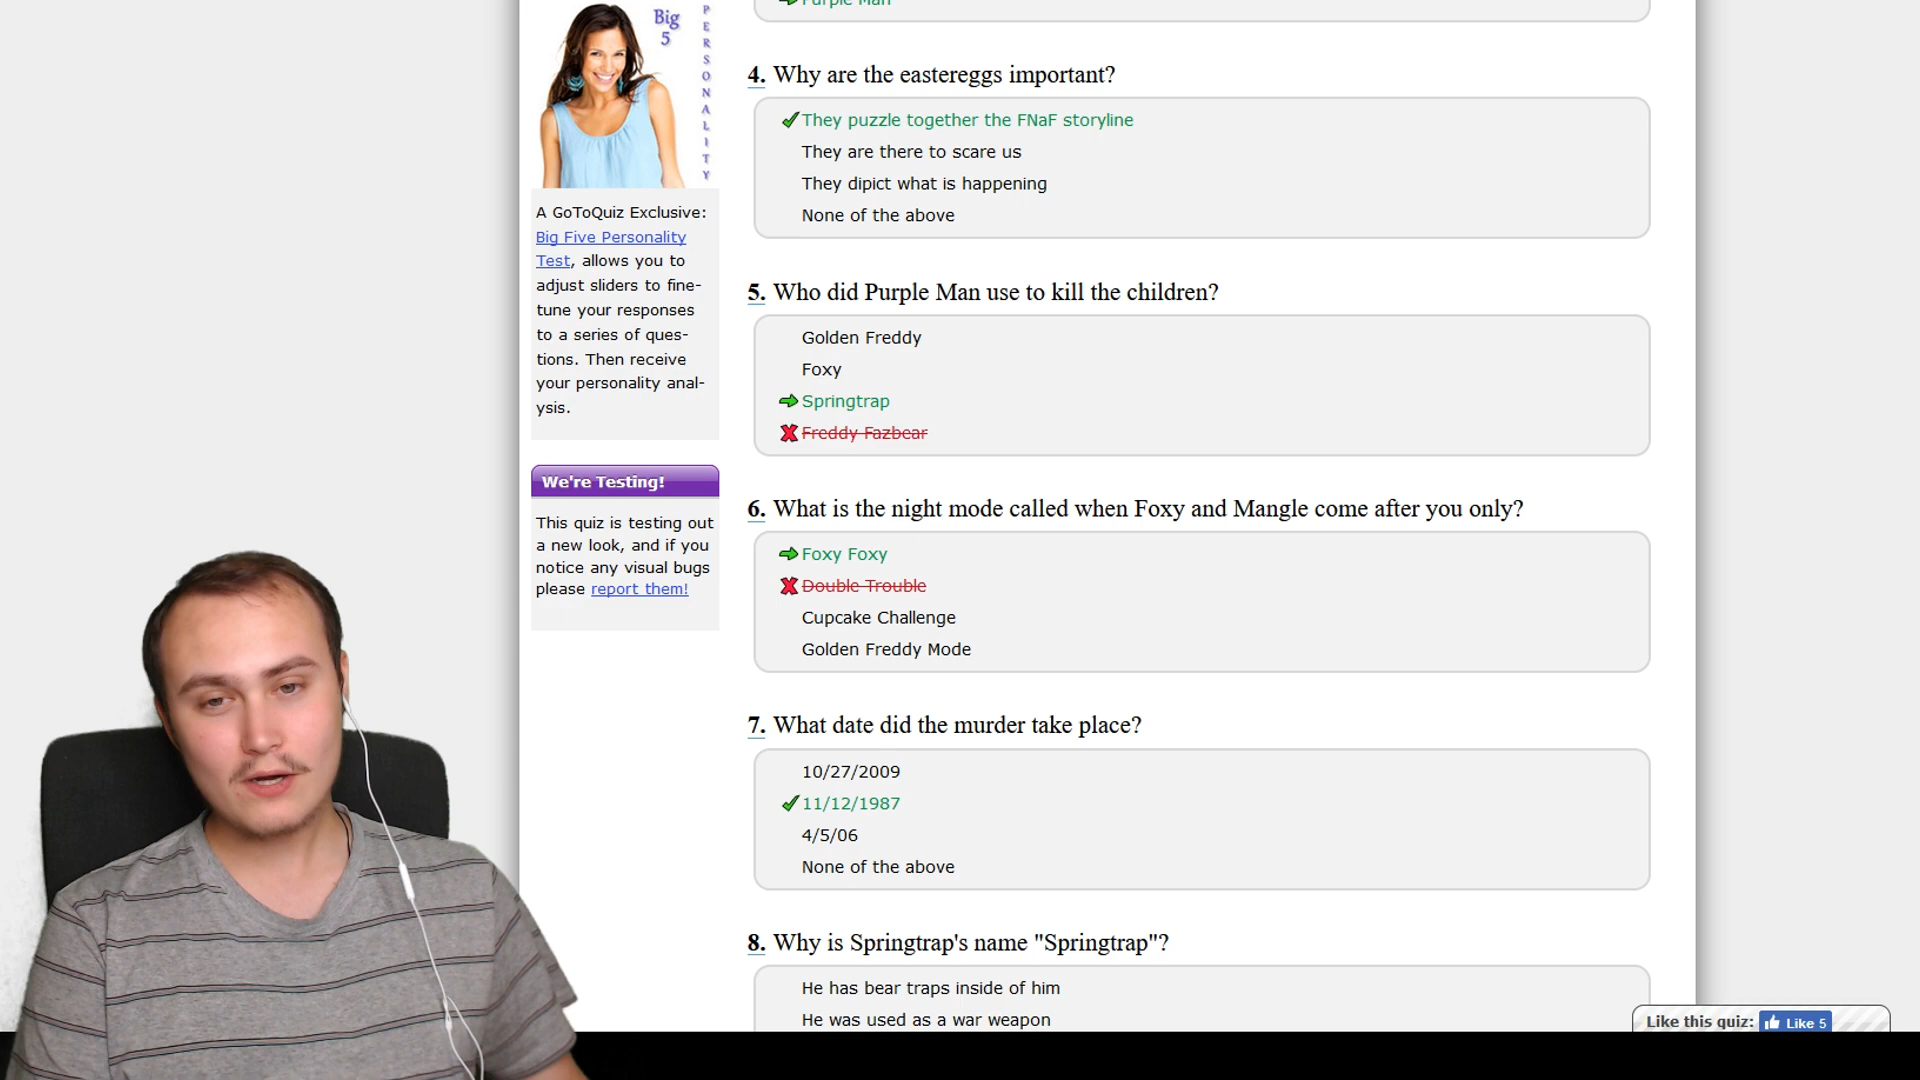 Purple Man
Big
5
PERSONALITY
A GoToQuiz Exclusive:
Big Five Personality
Test, allows you to
adjust sliders to fine-
tune your responses
to a series of ques-
tions. Then receive
your personality anal-
ysis.
We're Testing!
This quiz is testing out
a new look, and if you
notice any visual bugs
please report them!
4. Why are the eastereggs important?
They puzzle together the FNaF storyline
They are there to scare us
They dipict what is happening
None of the above
5. Who did Purple Man use to kill the children?
Golden Freddy
Foxy
Springtrap
Freddy Fazbear
6. What is the night mode called when Foxy and Mangle come after you only?
Foxy Foxy
Double Trouble
Cupcake Challenge
Golden Freddy Mode
7. What date did the murder take place?
10/27/2009
11/12/1987
4/5/06
None of the above
8. Why is Springtrap's name "Springtrap"?
He has bear traps inside of him
He was used as a war weapon
Like this quiz: Like 5